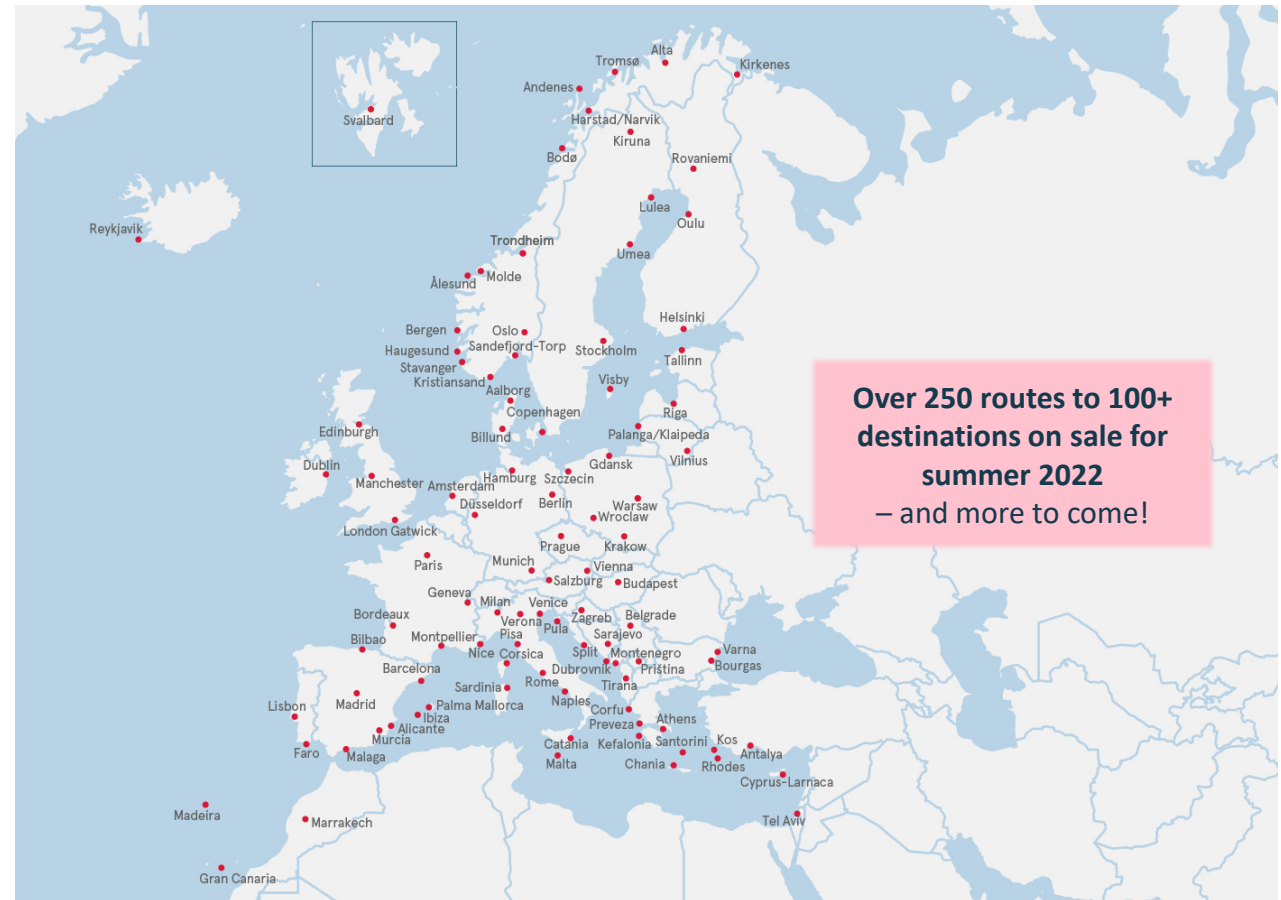 Alta
Tromsø
Kirkenes
Andenes
Svalbard
Harstad/Narvik
Kiruna
Bodø
Rovaniemi
Lulea
Oulu
Reykjavik
Trondheim
Umea
Molde
Ålesund
Helsinki
Bergen
Oslo
Sandefjord-Torp
Haugesund
Stockholm
Tallinn
Stavanger
Kristiansand
Visby
Aalborg
Over 250 routes to 100+
destinations on sale for
summer 2022
– and more to come!
Copenhagen
Riga
Edinburgh
Billund
Palanga/Klaipeda
Gdansk
Vilnius
Dublin
Manchester
Hamburg
Szczecin
Amsterdam
Düsseldorf
Berlin
Warsaw
Wroclaw
London Gatwick
Prague
Krakow
Paris
Munich
Vienna
Salzburg
Budapest
Geneva
Milan
Venice
Bordeaux
Verona
Pula
Zagreb
Belgrade
Bilbao
Montpellier
Pisa
Sarajevo
Nice
Corsica
Split
Montenegro
Varna
Barcelona
Dubrovnik
Priština
Bourgas
Rome
Tirana
Sardinia
Madrid
Palma Mallorca
Naples
Lisbon
Ibiza
Corfu
Alicante
Preveza
Athens
Murcia
Catania
Kefalonia
Santorini
Kos
Faro
Malaga
Malta
Chania
Rhodes
Antalya
Cyprus-Larnaca
Madeira
Marrakech
Tel Aviv
Gran Canaria